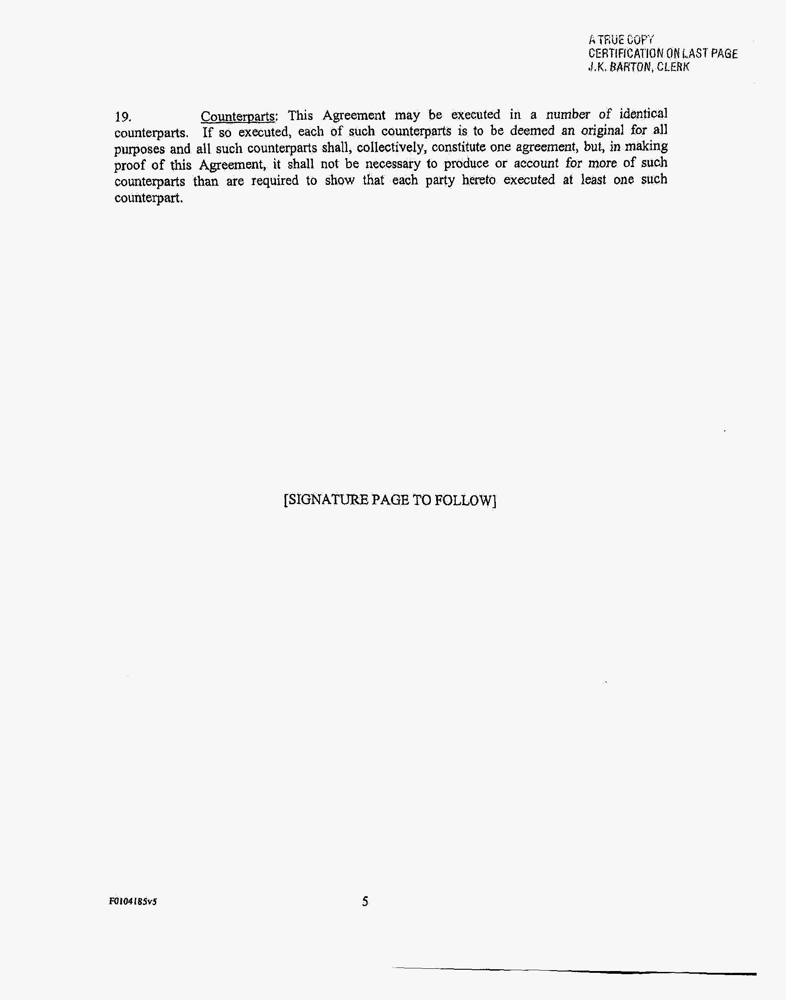 A TRUE COPY
CERTIFICATION ON LAST PAGE
J.K. BARTON, CLERK
19. Counterparts: This Agreement may be executed in a number of identical
counterparts. If so executed, each of such counterparts is to be deemed an original for all
purposes and all such counterparts shall, collectively, constitute one agreement, but, in making
proof of this Agreement, it shall not be necessary to produce or account for more of such
counterparts than are required to show that each party hereto executed at least one such
counterpart.
[SIGNATURE PAGE TO FOLLOW]
F0104185v5 5